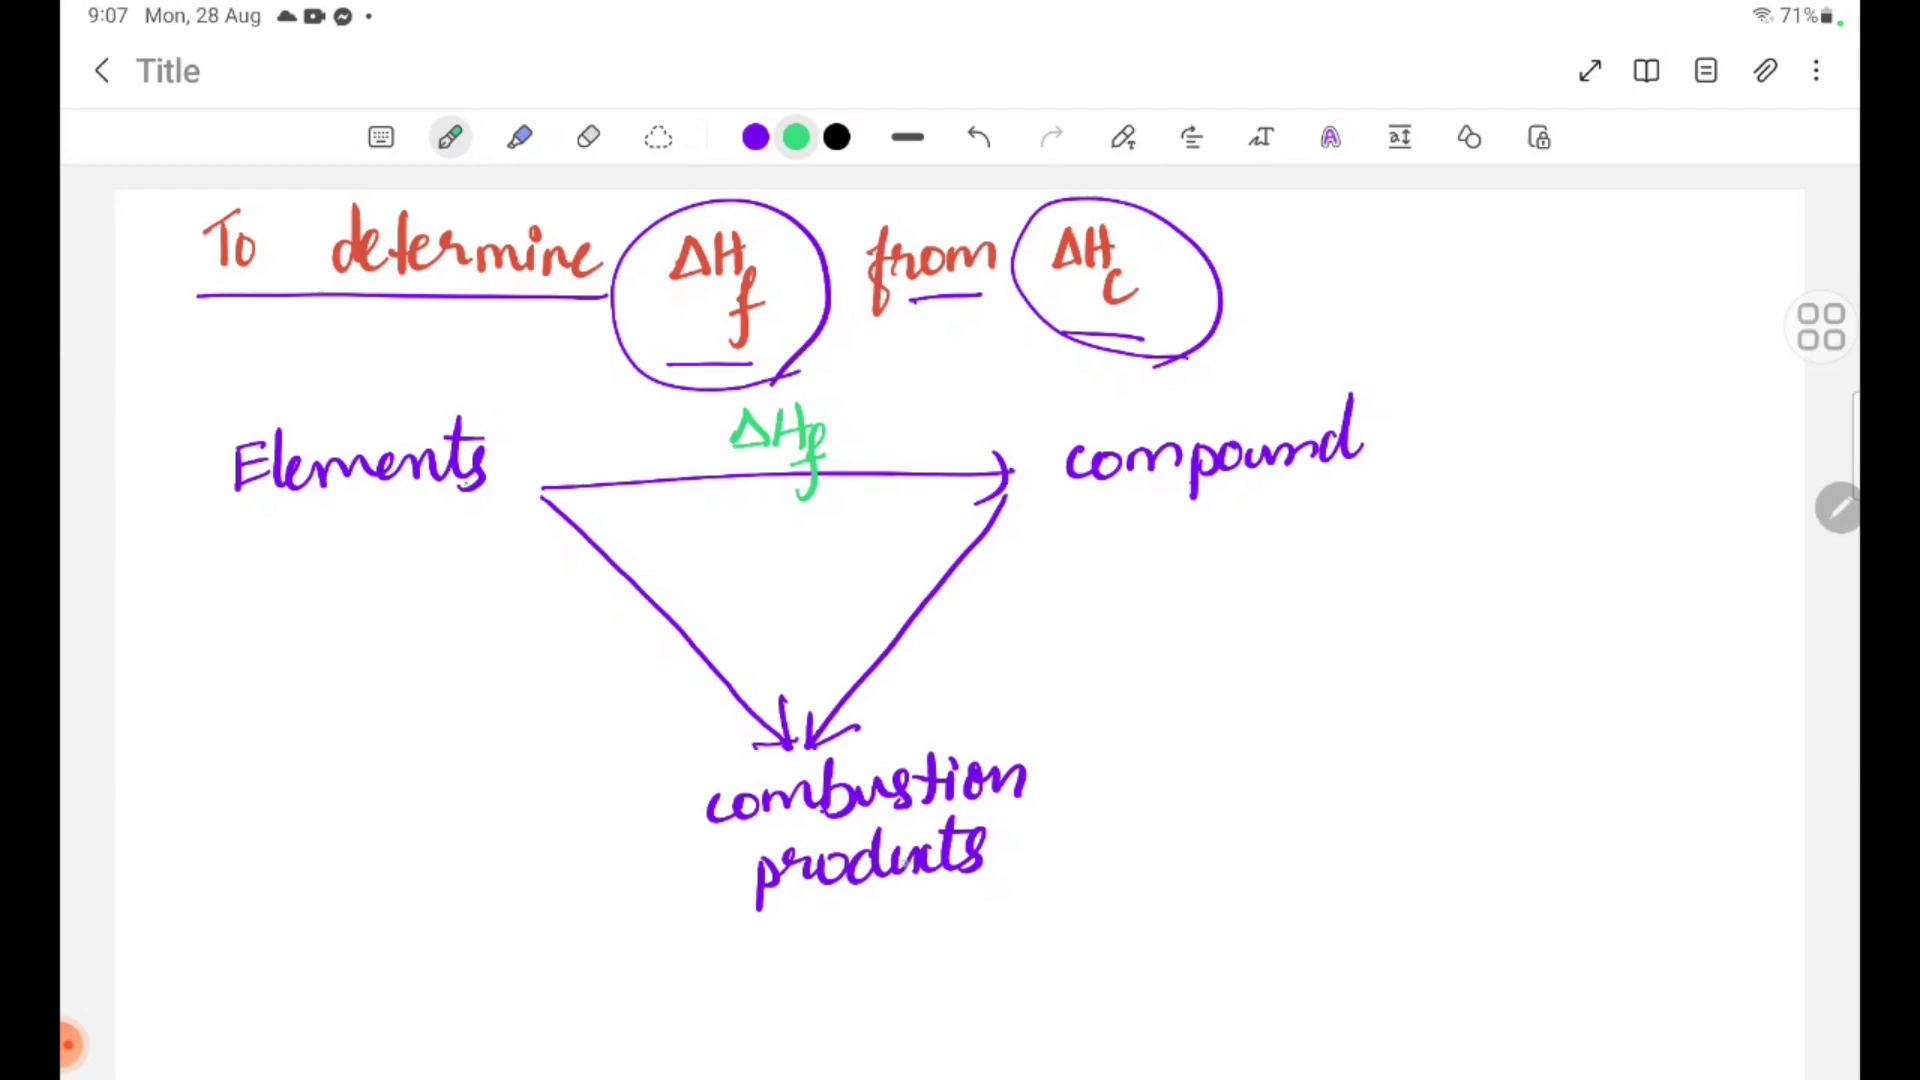 9:07 Mon, 28 Aug
71%
Title
To determine ΔHf from ΔHc
ΔHf
Elements
compound
combustion
products